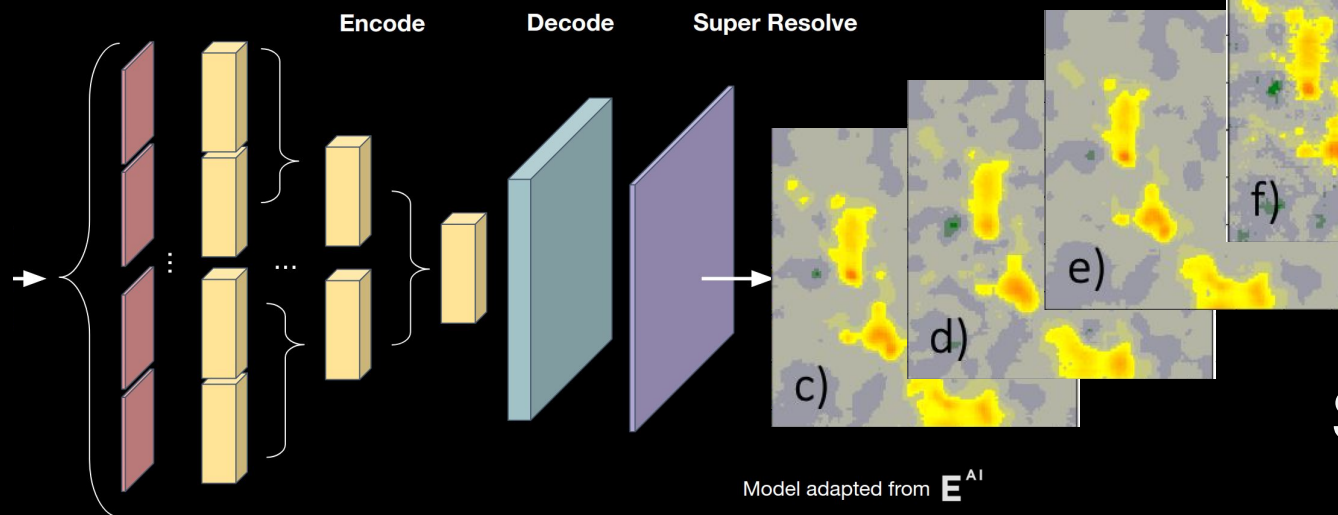 Encode
Decode
Super Resolve
...
...
c)
d)
e)
f)
Model adapted from E AI